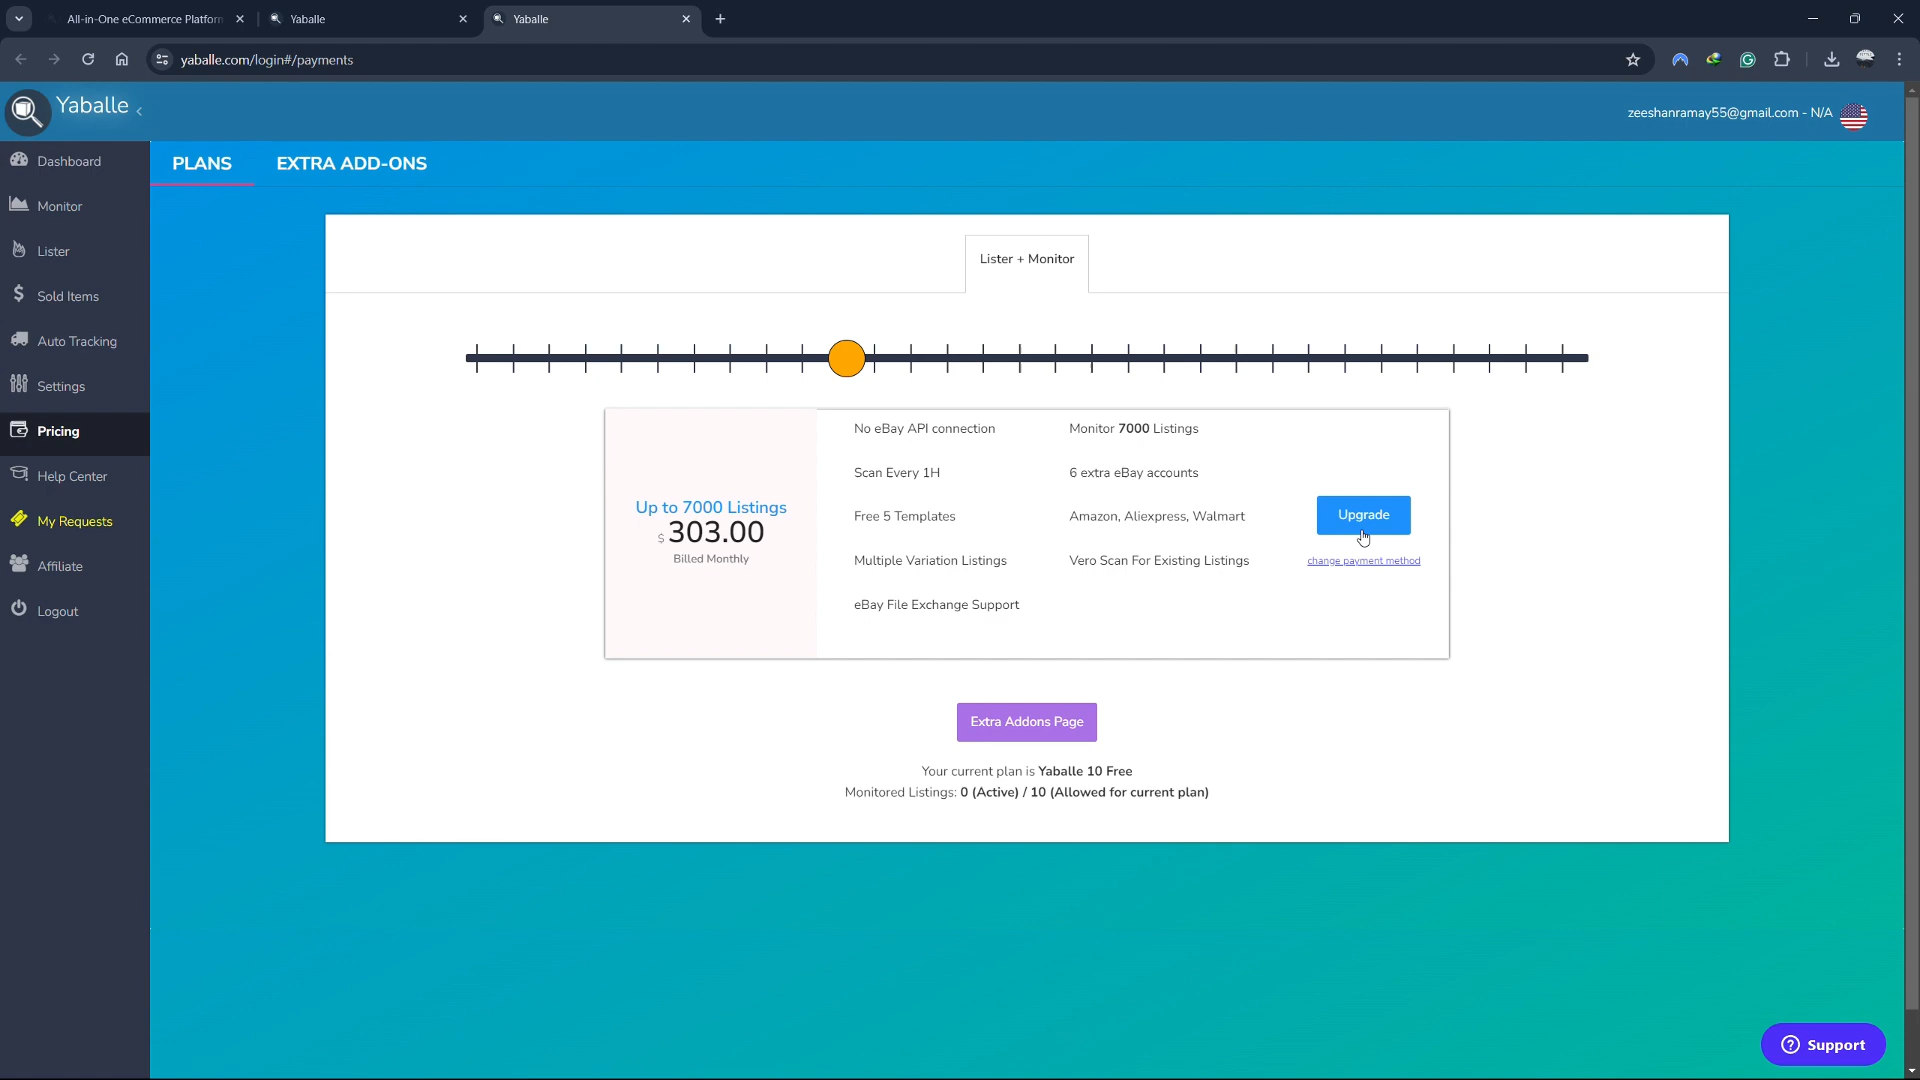 All-in-One eCommerce Platform
Yaballe
Yaballe
yaballe.com/login#/payments
Yaballe
zeeshanramay55@gmail.com - N/A
Dashboard
Monitor
Lister
Sold Items
Auto Tracking
Settings
Pricing
Help Center
My Requests
Affiliate
Logout
PLANS
EXTRA ADD-ONS
Lister + Monitor
Up to 7000 Listings
$ 303.00
Billed Monthly
No eBay API connection
Monitor 7000 Listings
Scan Every 1H
6 extra eBay accounts
Free 5 Templates
Amazon, Aliexpress, Walmart
Multiple Variation Listings
Vero Scan For Existing Listings
eBay File Exchange Support
Upgrade
change payment method
Extra Addons Page
Your current plan is Yaballe 10 Free
Monitored Listings: 0 (Active) / 10 (Allowed for current plan)
Support